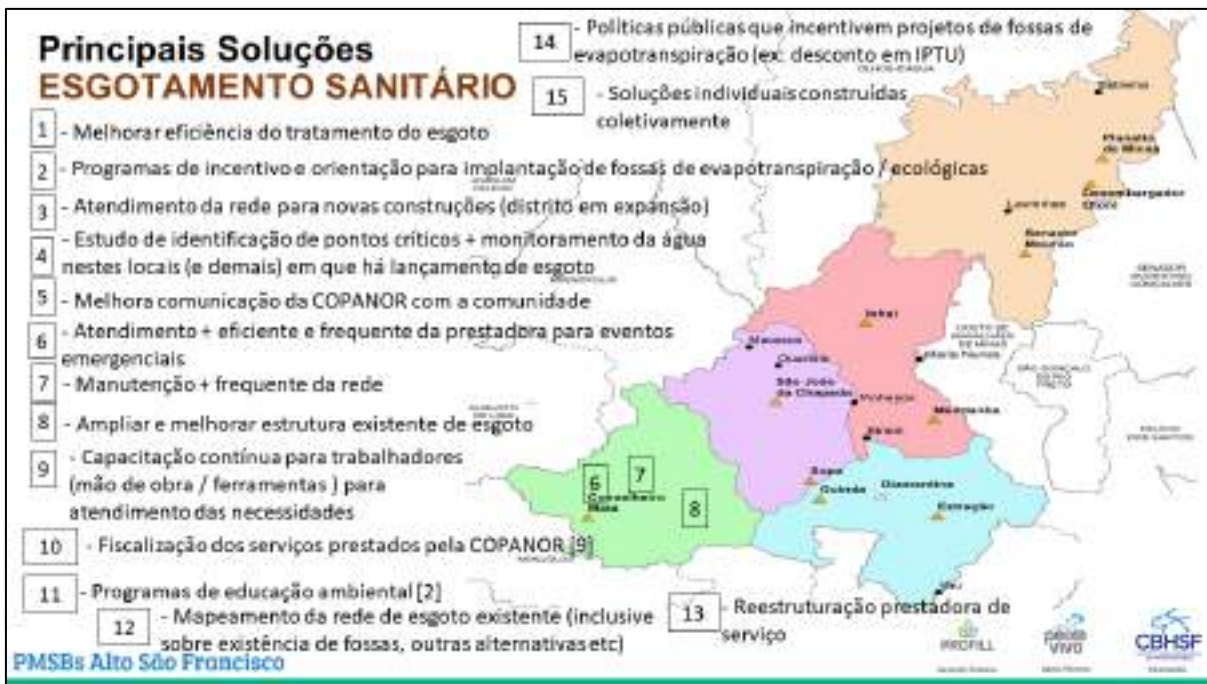 Principais Soluções
ESGOTAMENTO SANITÁRIO
1 - Melhorar eficiência do tratamento do esgoto
2 - Programas de incentivo e orientação para implantação de fossas de evapotranspiração / ecológicas
3 - Atendimento da rede para novas construções (distrito em expansão)
4 - Estudo de identificação de pontos críticos + monitoramento da água
nestes locais (e demais) em que há lançamento de esgoto
5 - Melhora comunicação da COPANOR com a comunidade
6 - Atendimento + eficiente e frequente da prestadora para eventos
emergenciais
7 - Manutenção + frequente da rede
8 - Ampliar e melhorar estrutura existente de esgoto
9 - Capacitação contínua para trabalhadores
(mão de obra / ferramentas ) para
atendimento das necessidades
10 - Fiscalização dos serviços prestados pela COPANOR [9]
11 - Programas de educação ambiental [2]
12 - Mapeamento da rede de esgoto existente (inclusive
sobre existência de fossas, outras alternativas etc)
13 - Reestruturação prestadora de
serviço
14 - Políticas públicas que incentivem projetos de fossas de
evapotranspiração (ex: desconto em IPTU)
15 - Soluções individuais construídas
coletivamente
Planalto
de Minas
Desembargador
Otoni
Senador
Mourão
Inhaí
São João
da Chapada
Pinheiros
Mendanha
Sopa
Guinda
Diamantina
Extração
6
7
8
Conselheiro
Mata
PMSBs Alto São Francisco
PROFILL
peixe
vivo
CBHSF